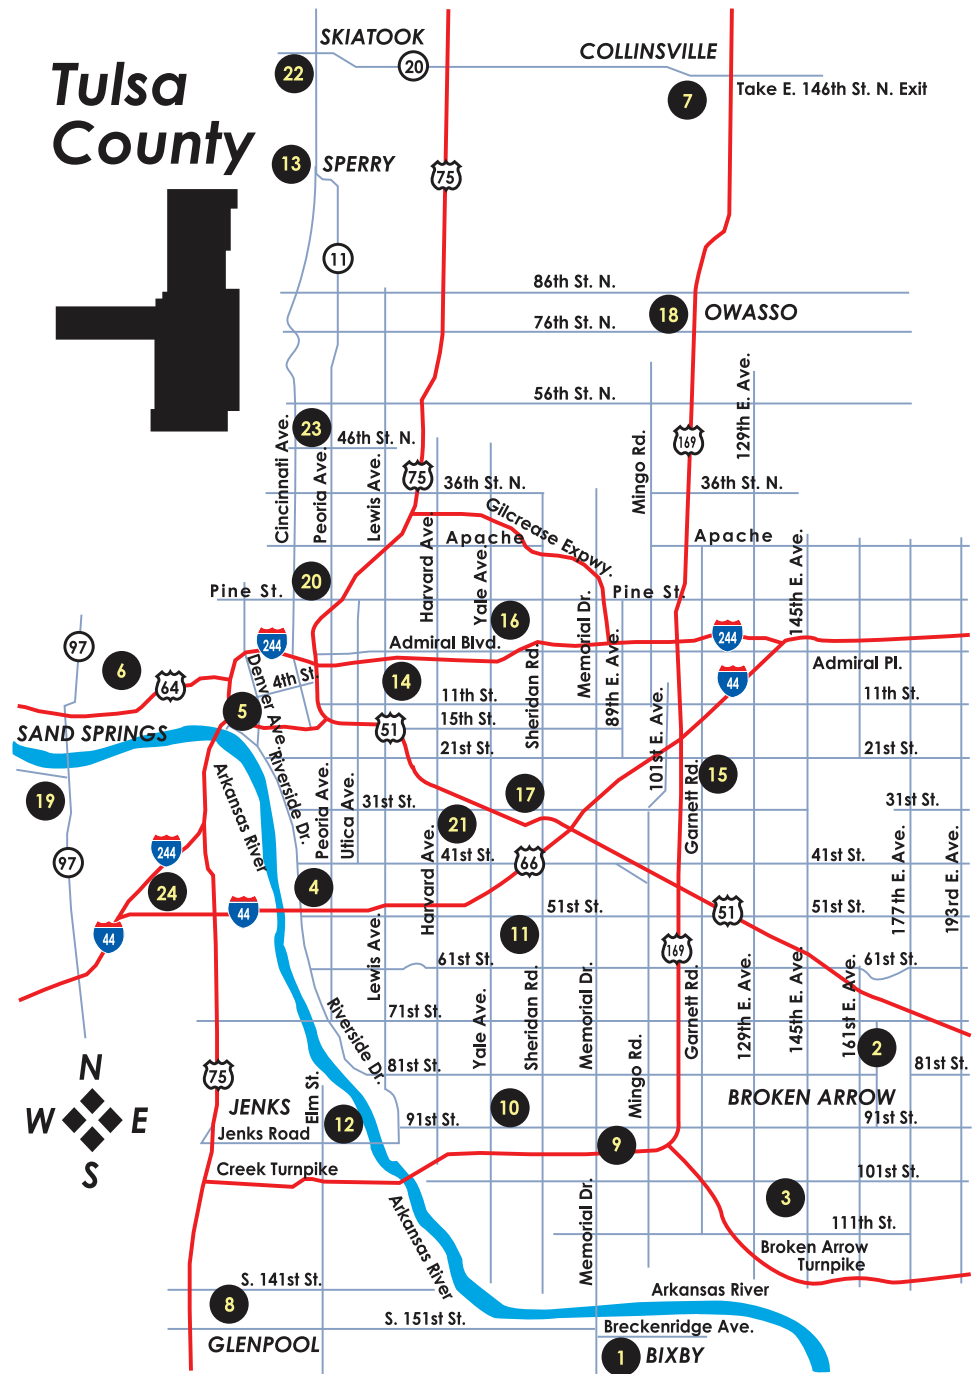 SKIATOOK
COLLINSVILLE
20
22
Tulsa
County
7
Take E. 146th St. N. Exit
13
SPERRY
75
11
86th St. N.
18
OWASSO
76th St. N.
56th St. N.
129th E. Ave.
23
46th St. N.
Cincinnati Ave.
Peoria Ave.
Lewis Ave.
75
169
Mingo Rd.
36th St. N.
36th St. N.
Gilcrease Expwy.
Harvard Ave.
Apache
Apache
Yale Ave.
145th E. Ave.
20
Pine St.
Pine St.
Memorial Dr.
16
97
244
Admiral Blvd.
244
6
Denver Ave.
4th St.
Sheridan Rd.
89th E. Ave.
Admiral Pl.
64
14
44
11th St.
11th St.
5
15th St.
51
101st E. Ave.
SAND SPRINGS
21st St.
21st St.
Riverside Dr.
Arkansas River
15
19
Peoria Ave.
Utica Ave.
31st St.
17
Garnett Rd.
31st St.
21
177th E. Ave.
193rd E. Ave.
244
97
Harvard Ave.
41st St.
66
41st St.
24
4
44
51st St.
51
51st St.
44
Lewis Ave.
11
169
61st St.
61st St.
Riverside Dr.
Yale Ave.
Sheridan Rd.
Memorial Dr.
Garnett Rd.
129th E. Ave.
145th E. Ave.
161st E. Ave.
71st St.
2
N
75
81st St.
81st St.
Elm St.
Mingo Rd.
W
E
JENKS
12
10
BROKEN ARROW
91st St.
91st St.
Jenks Road
9
S
Creek Turnpike
101st St.
3
Arkansas River
Memorial Dr.
111th St.
Broken Arrow
Turnpike
S. 141st St.
Arkansas River
8
S. 151st St.
Breckenridge Ave.
GLENPOOL
1
BIXBY